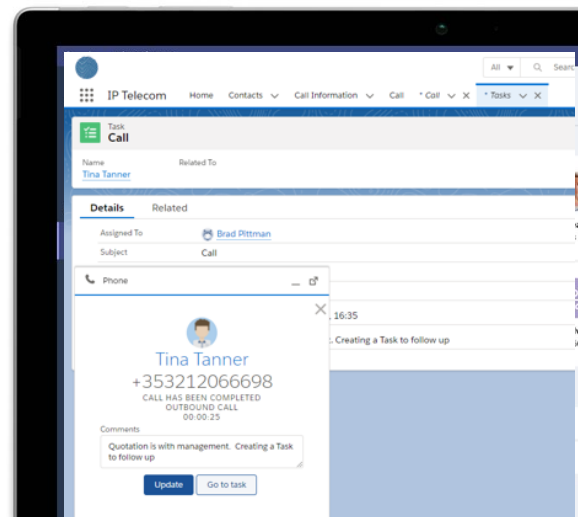 All
Searc
IP Telecom Home Contacts Call Information Call * Call * Tasks
Task
Call
Name Related To
Tina Tanner
Details Related
Assigned To Brad Pittman
Subject Call
Phone
, 16:35
. Creating a Task to follow up
Tina Tanner
+353212066698
CALL HAS BEEN COMPLETED
OUTBOUND CALL
00:00:25
Comments
Quotation is with management. Creating a Task
to follow up
Update Go to task